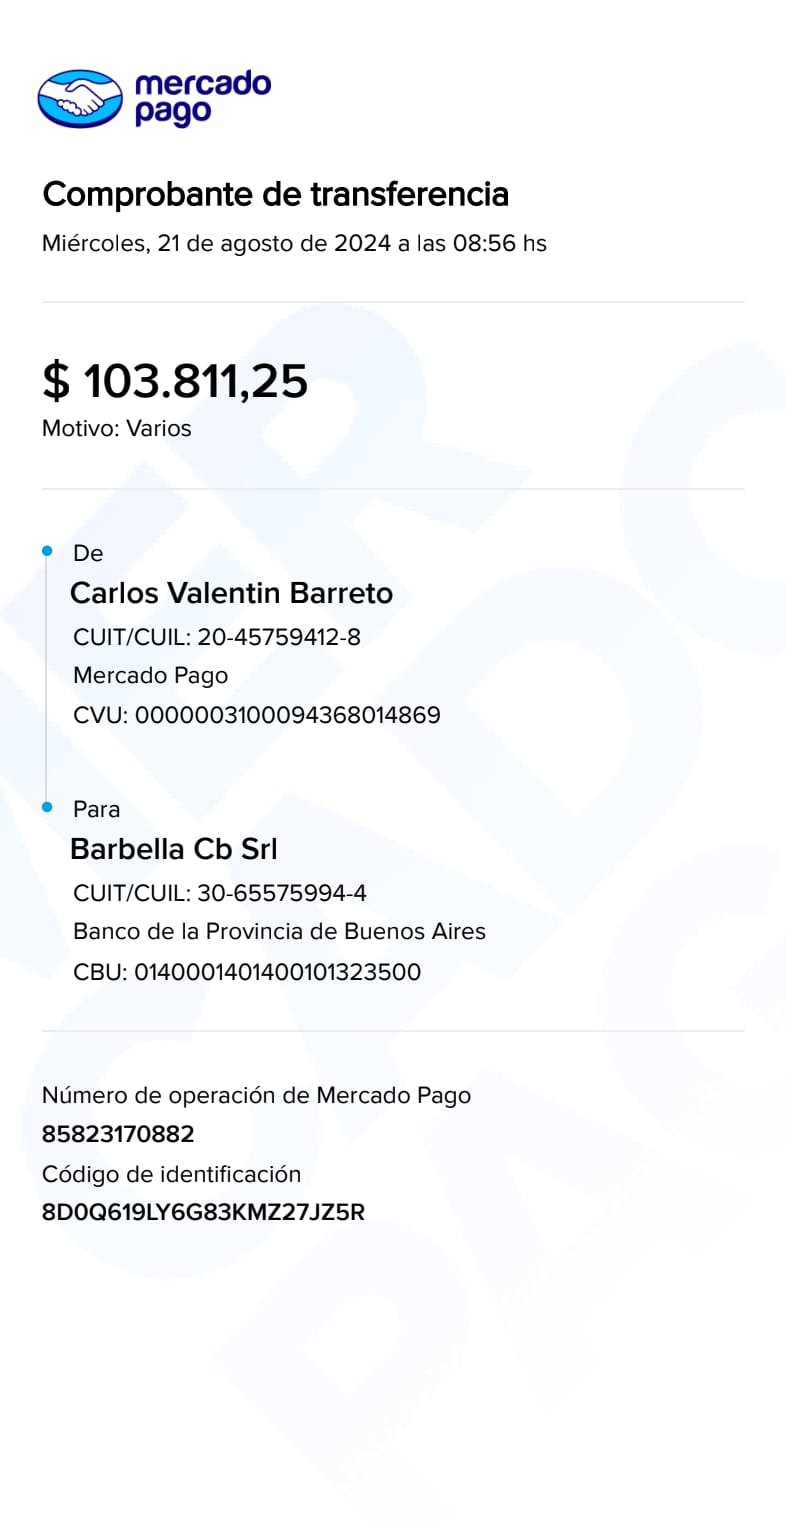 mercado
pago
Comprobante de transferencia
Miércoles, 21 de agosto de 2024 a las 08:56 hs
$ 103.811,25
Motivo: Varios
De
Carlos Valentin Barreto
CUIT/CUIL: 20-45759412-8
Mercado Pago
CVU: 0000003100094368014869
Para
Barbella Cb Srl
CUIT/CUIL: 30-65575994-4
Banco de la Provincia de Buenos Aires
CBU: 0140001401400101323500
Número de operación de Mercado Pago
85823170882
Código de identificación
8D0Q619LY6G83KMZ27JZ5R